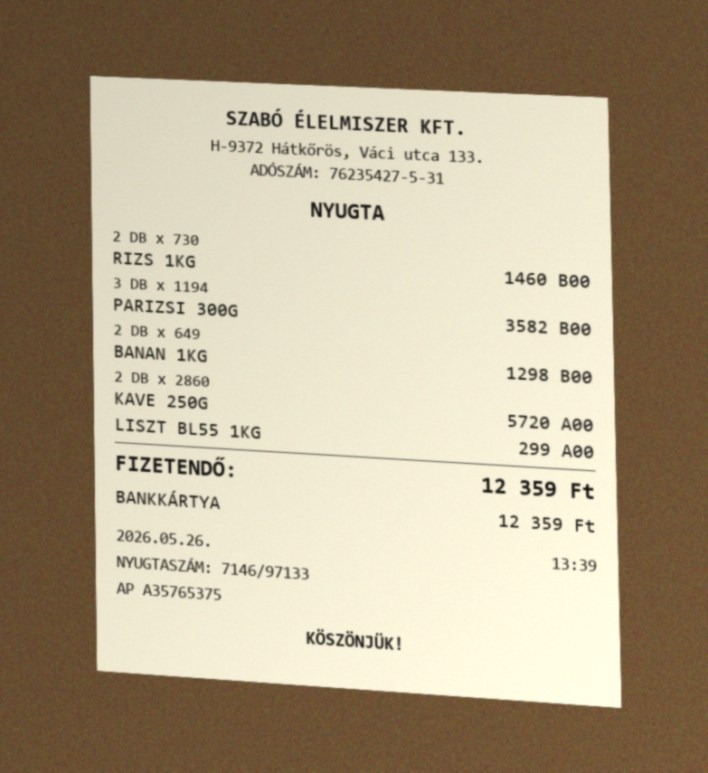 SZABÓ ÉLELMISZER KFT.
H-9372 Hátkőrös, Váci utca 133.
ADÓSZÁM: 76235427-5-31
NYUGTA
2 DB x 730
RIZS 1KG 1460 B00
3 DB x 1194
PARIZSI 300G 3582 B00
2 DB x 649
BANAN 1KG 1298 B00
2 DB x 2860
KAVE 250G 5720 A00
LISZT BL55 1KG 299 A00
FIZETENDŐ: 12 359 Ft
BANKKÁRTYA 12 359 Ft
2026.05.26. 13:39
NYUGTASZÁM: 7146/97133
AP A35765375
KÖSZÖNJÜK!